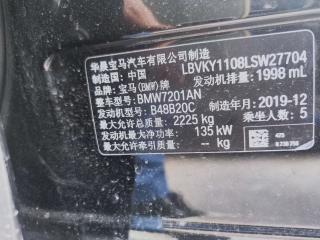 华晨宝马汽车有限公司制造
制造国: 中国 LBVKY1108LSW27704
品牌: 宝马(BMW)牌 发动机排量: 1998 mL
整车型号: BMW7201AN
发动机型号: B48B20C 制造年月: 2019-12
最大允许总质量: 2225 kg 乘坐人数: 5
发动机最大净功率: 135 kW
最大允许牵引质量: -- kg
475